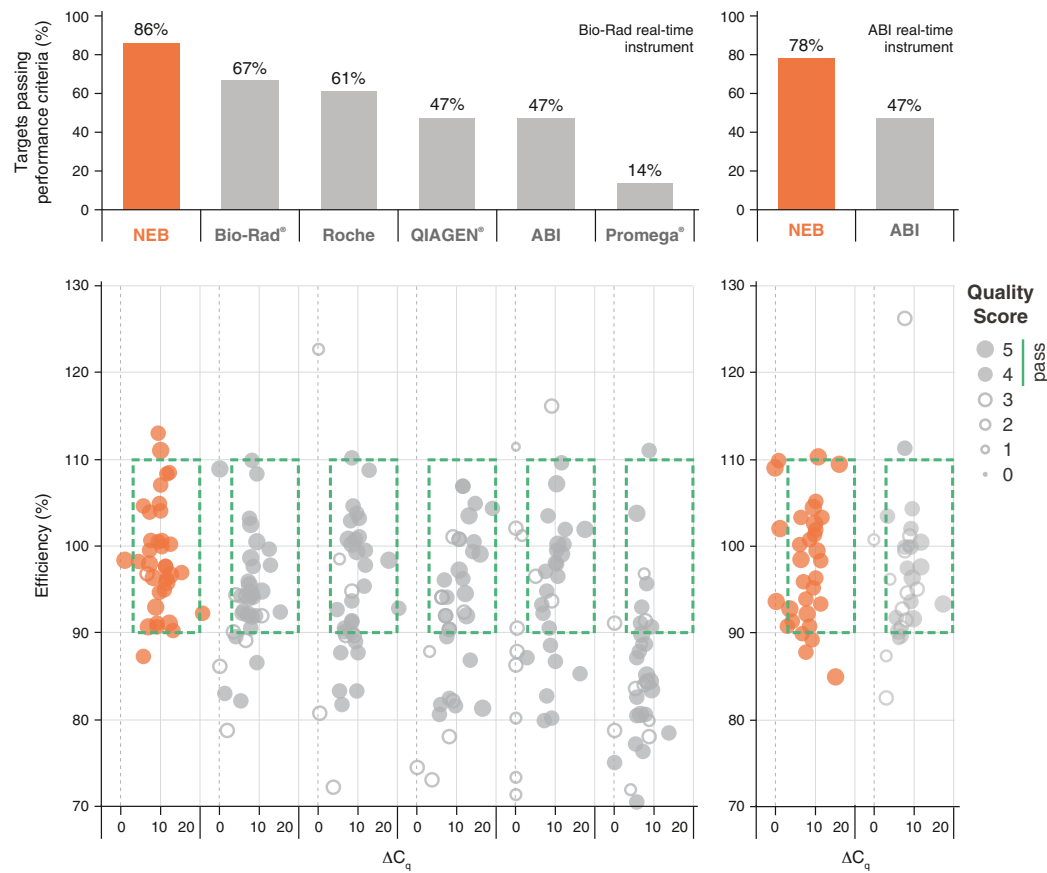 Targets passing
performance criteria (%)
100
80
60
40
20
0
86%
67%
61%
47%
47%
14%
Bio-Rad real-time
instrument
NEB
Bio-Rad®
Roche
QIAGEN®
ABI
Promega®
100
80
60
40
20
0
78%
47%
ABI real-time
instrument
NEB
ABI
Efficiency (%)
130
120
110
100
90
80
70
0 10 20
0 10 20
0 10 20
0 10 20
0 10 20
0 10 20
ΔCq
130
120
110
100
90
80
70
0 10 20
0 10 20
ΔCq
Quality
Score
5
4
3
2
1
0
pass